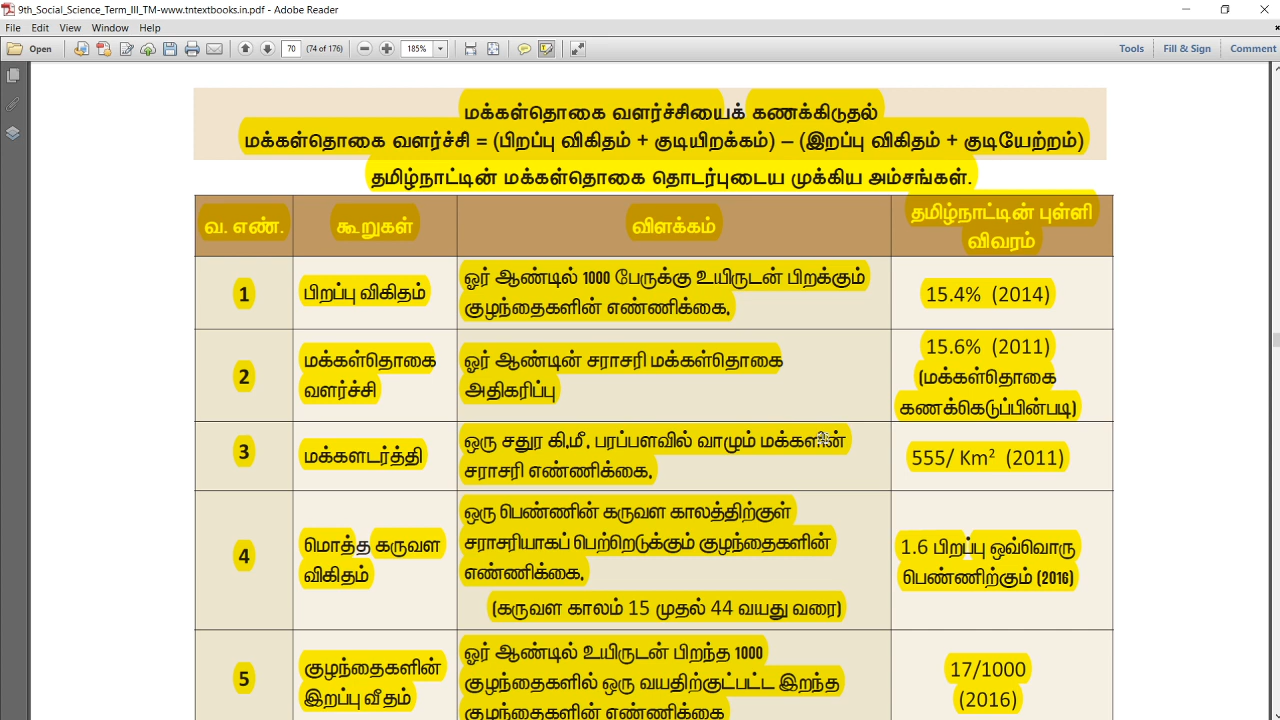 9th_Social_Science_Term_III_TM-www.tntextbooks.in.pdf - Adobe Reader
File Edit View Window Help
Open 70 (74 of 176) 185% Tools Fill & Sign Comment
மக்கள்தொகை வளர்ச்சியைக் கணக்கிடுதல்
மக்கள்தொகை வளர்ச்சி = (பிறப்பு விகிதம் + குடியிறக்கம்) – (இறப்பு விகிதம் + குடியேற்றம்)
தமிழ்நாட்டின் மக்கள்தொகை தொடர்புடைய முக்கிய அம்சங்கள்.
வ. எண். கூறுகள் விளக்கம் தமிழ்நாட்டின் புள்ளி
விவரம்
1 பிறப்பு விகிதம் ஓர் ஆண்டில் 1000 பேருக்கு உயிருடன் பிறக்கும்
குழந்தைகளின் எண்ணிக்கை. 15.4% (2014)
2 மக்கள்தொகை
வளர்ச்சி ஓர் ஆண்டின் சராசரி மக்கள்தொகை
அதிகரிப்பு 15.6% (2011)
(மக்கள்தொகை
கணக்கெடுப்பின்படி)
3 மக்களடர்த்தி ஒரு சதுர கி.மீ. பரப்பளவில் வாழும் மக்களின்
சராசரி எண்ணிக்கை. 555/ Km² (2011)
4 மொத்த கருவள
விகிதம் ஒரு பெண்ணின் கருவள காலத்திற்குள்
சராசரியாகப் பெற்றெடுக்கும் குழந்தைகளின்
எண்ணிக்கை.
(கருவள காலம் 15 முதல் 44 வயது வரை) 1.6 பிறப்பு ஒவ்வொரு
பெண்ணிற்கும் (2016)
5 குழந்தைகளின்
இறப்பு வீதம் ஓர் ஆண்டில் உயிருடன் பிறந்த 1000
குழந்தைகளில் ஒரு வயதிற்குட்பட்ட இறந்த
குழந்தைகளின் எண்ணிக்கை 17/1000
(2016)